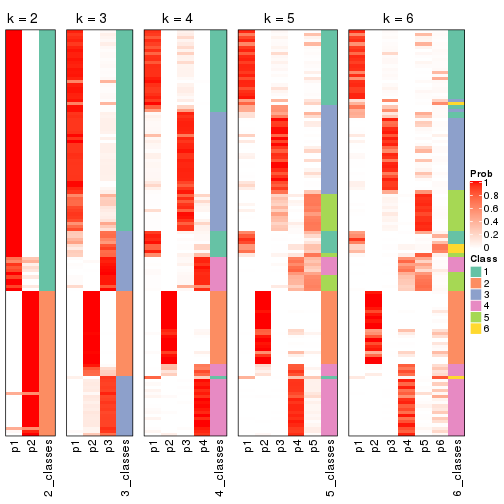 k = 2
k = 3
k = 4
k = 5
k = 6
p1
p2
2_classes
p1
p2
p3
3_classes
p1
p2
p3
p4
4_classes
p1
p2
p3
p4
p5
5_classes
p1
p2
p3
p4
p5
p6
6_classes
Prob
1
0.8
0.6
0.4
0.2
0
Class
1
2
3
4
5
6